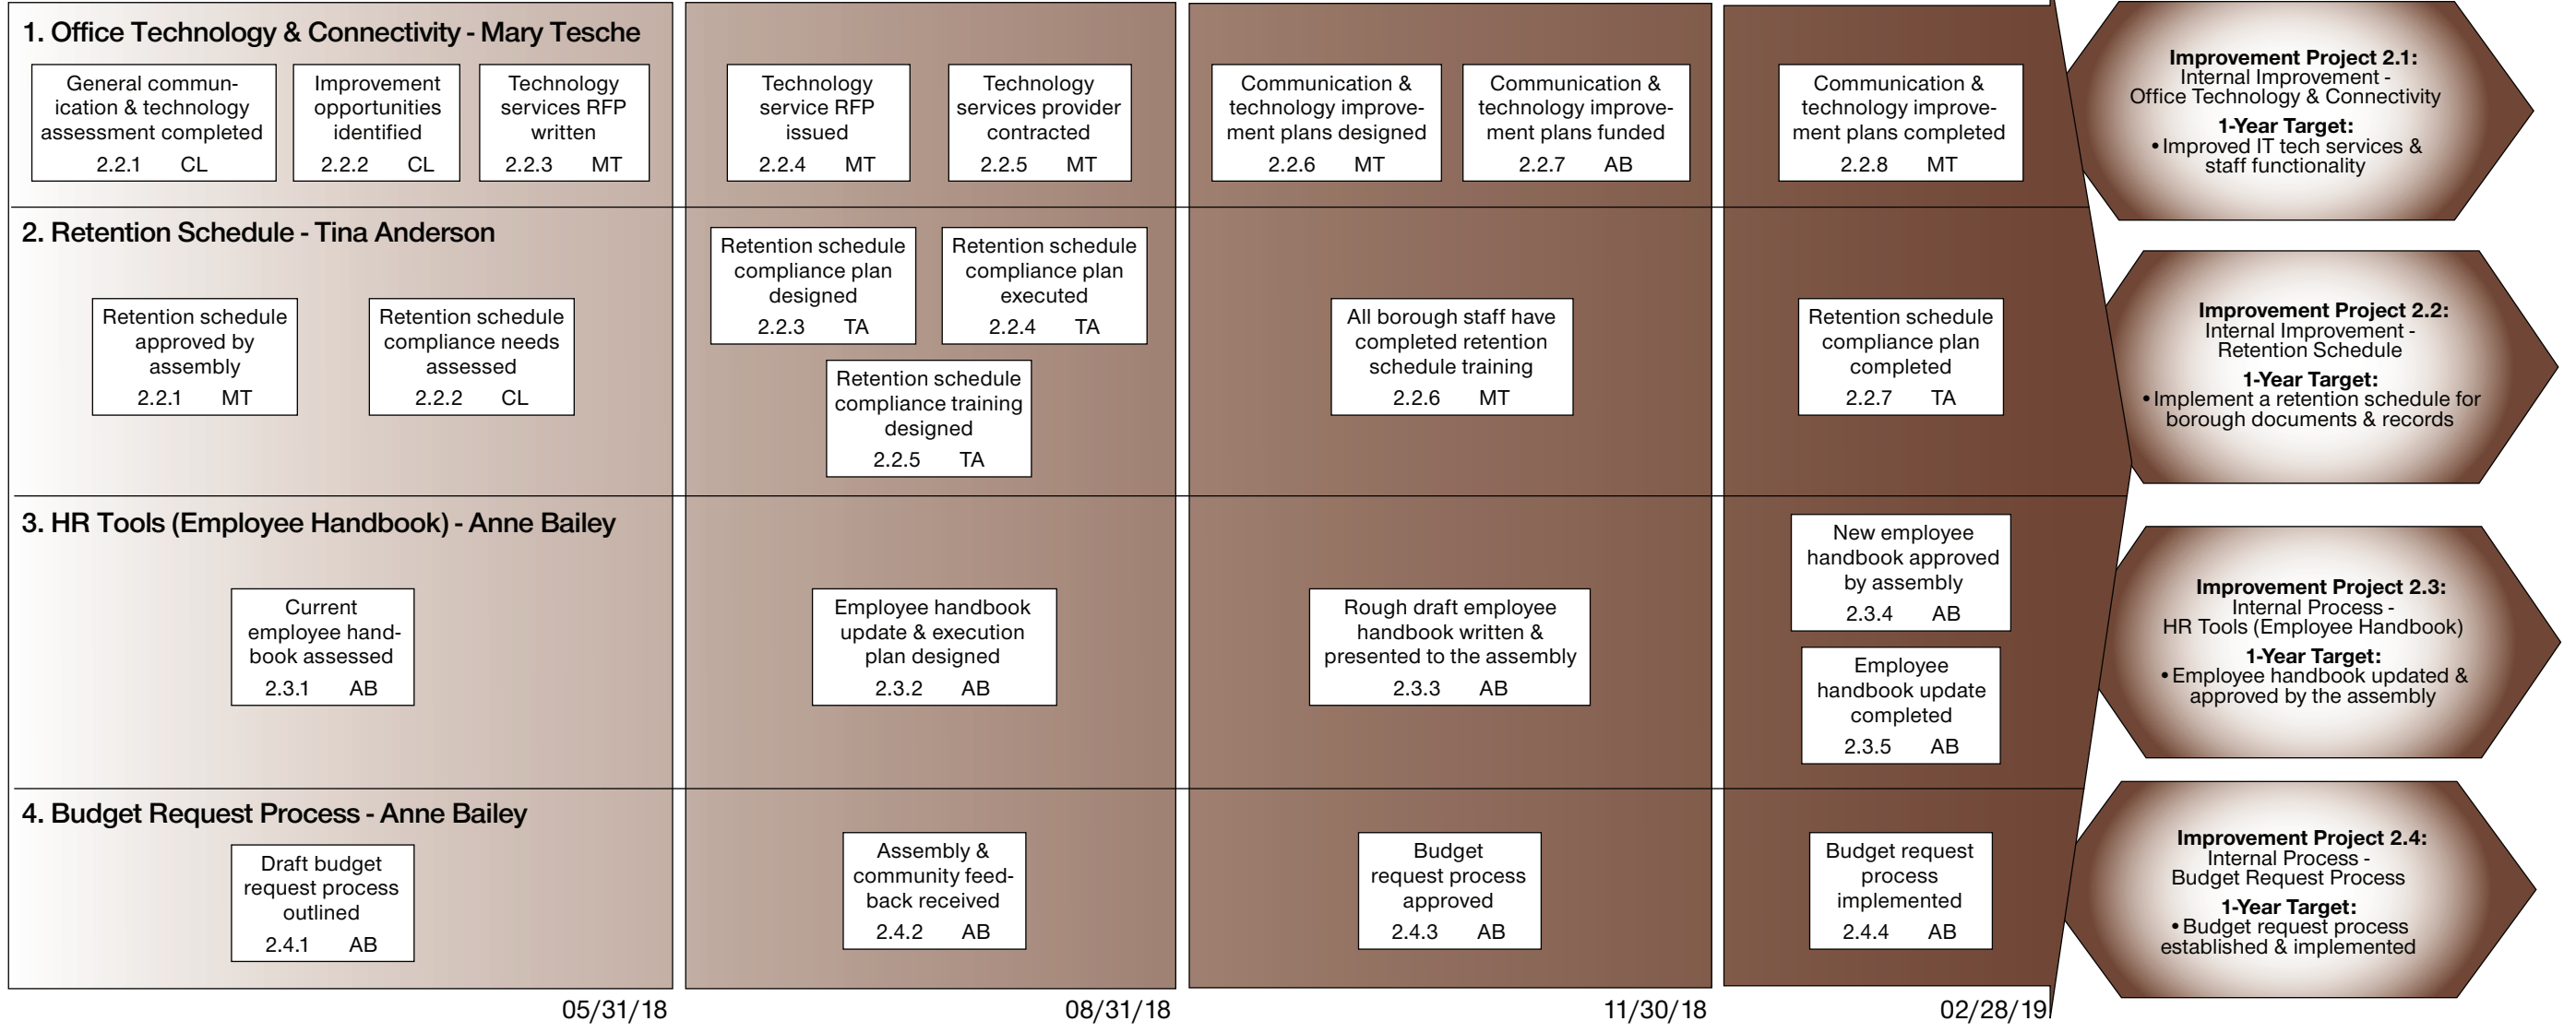 1. Office Technology & Connectivity - Mary Tesche
General commun-
ication & technology
assessment completed
2.2.1 CL
Improvement
opportunities
identified
2.2.2 CL
Technology
services RFP
written
2.2.3 MT
Technology
service RFP
issued
2.2.4 MT
Technology
services provider
contracted
2.2.5 MT
Communication &
technology improve-
ment plans designed
2.2.6 MT
Communication &
technology improve-
ment plans funded
2.2.7 AB
Communication &
technology improve-
ment plans completed
2.2.8 MT
Improvement Project 2.1:
Internal Improvement -
Office Technology & Connectivity
1-Year Target:
• Improved IT tech services &
staff functionality
2. Retention Schedule - Tina Anderson
Retention schedule
approved by
assembly
2.2.1 MT
Retention schedule
compliance needs
assessed
2.2.2 CL
Retention schedule
compliance plan
designed
2.2.3 TA
Retention schedule
compliance plan
executed
2.2.4 TA
Retention schedule
compliance training
designed
2.2.5 TA
All borough staff have
completed retention
schedule training
2.2.6 MT
Retention schedule
compliance plan
completed
2.2.7 TA
Improvement Project 2.2:
Internal Improvement -
Retention Schedule
1-Year Target:
• Implement a retention schedule for
borough documents & records
3. HR Tools (Employee Handbook) - Anne Bailey
Current
employee hand-
book assessed
2.3.1 AB
Employee handbook
update & execution
plan designed
2.3.2 AB
Rough draft employee
handbook written &
presented to the assembly
2.3.3 AB
New employee
handbook approved
by assembly
2.3.4 AB
Employee
handbook update
completed
2.3.5 AB
Improvement Project 2.3:
Internal Process -
HR Tools (Employee Handbook)
1-Year Target:
• Employee handbook updated &
approved by the assembly
4. Budget Request Process - Anne Bailey
Draft budget
request process
outlined
2.4.1 AB
Assembly &
community feed-
back received
2.4.2 AB
Budget
request process
approved
2.4.3 AB
Budget request
process
implemented
2.4.4 AB
Improvement Project 2.4:
Internal Process -
Budget Request Process
1-Year Target:
• Budget request process
established & implemented
05/31/18
08/31/18
11/30/18
02/28/19